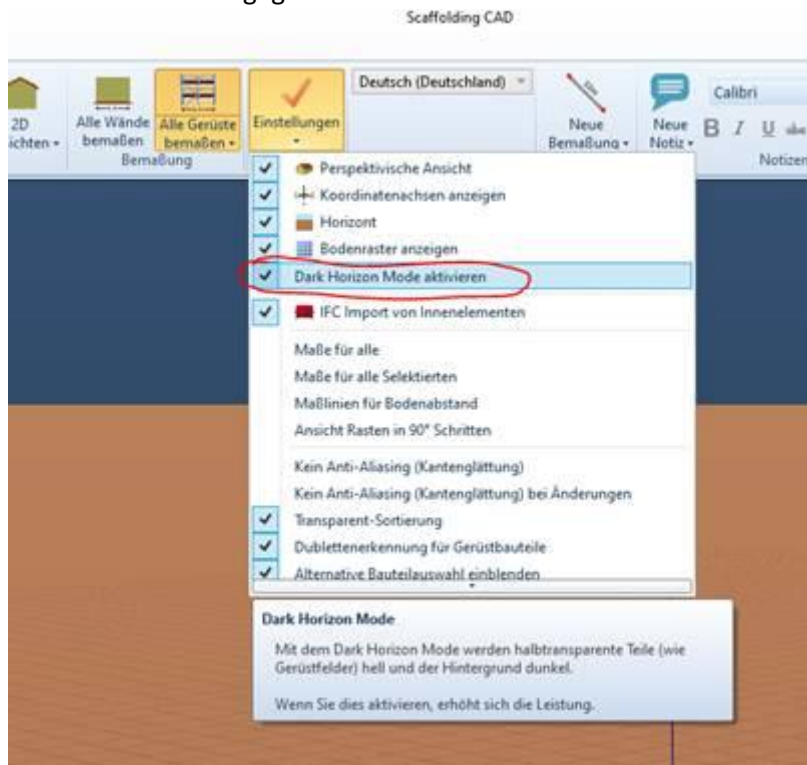 Scaffolding CAD
2D
ichten
Alle Wände
bemaßen
Alle Gerüste
bemaßen
Bemaßung
Einstellungen
Deutsch (Deutschland)
Neue
Bemaßung
Neue
Notiz
Calibri
B I U abc
Notizen
Perspektivische Ansicht
Koordinatenachsen anzeigen
Horizont
Bodenraster anzeigen
Dark Horizon Mode aktivieren
IFC Import von Innenelementen
Maße für alle
Maße für alle Selektierten
Maßlinien für Bodenabstand
Ansicht Rasten in 90° Schritten
Kein Anti-Aliasing (Kantenglättung)
Kein Anti-Aliasing (Kantenglättung) bei Änderungen
Transparent-Sortierung
Dublettenerkennung für Gerüstbauteile
Alternative Bauteilauswahl einblenden
Dark Horizon Mode
Mit dem Dark Horizon Mode werden halbtransparente Teile (wie
Gerüstfelder) hell und der Hintergrund dunkel.
Wenn Sie dies aktivieren, erhöht sich die Leistung.